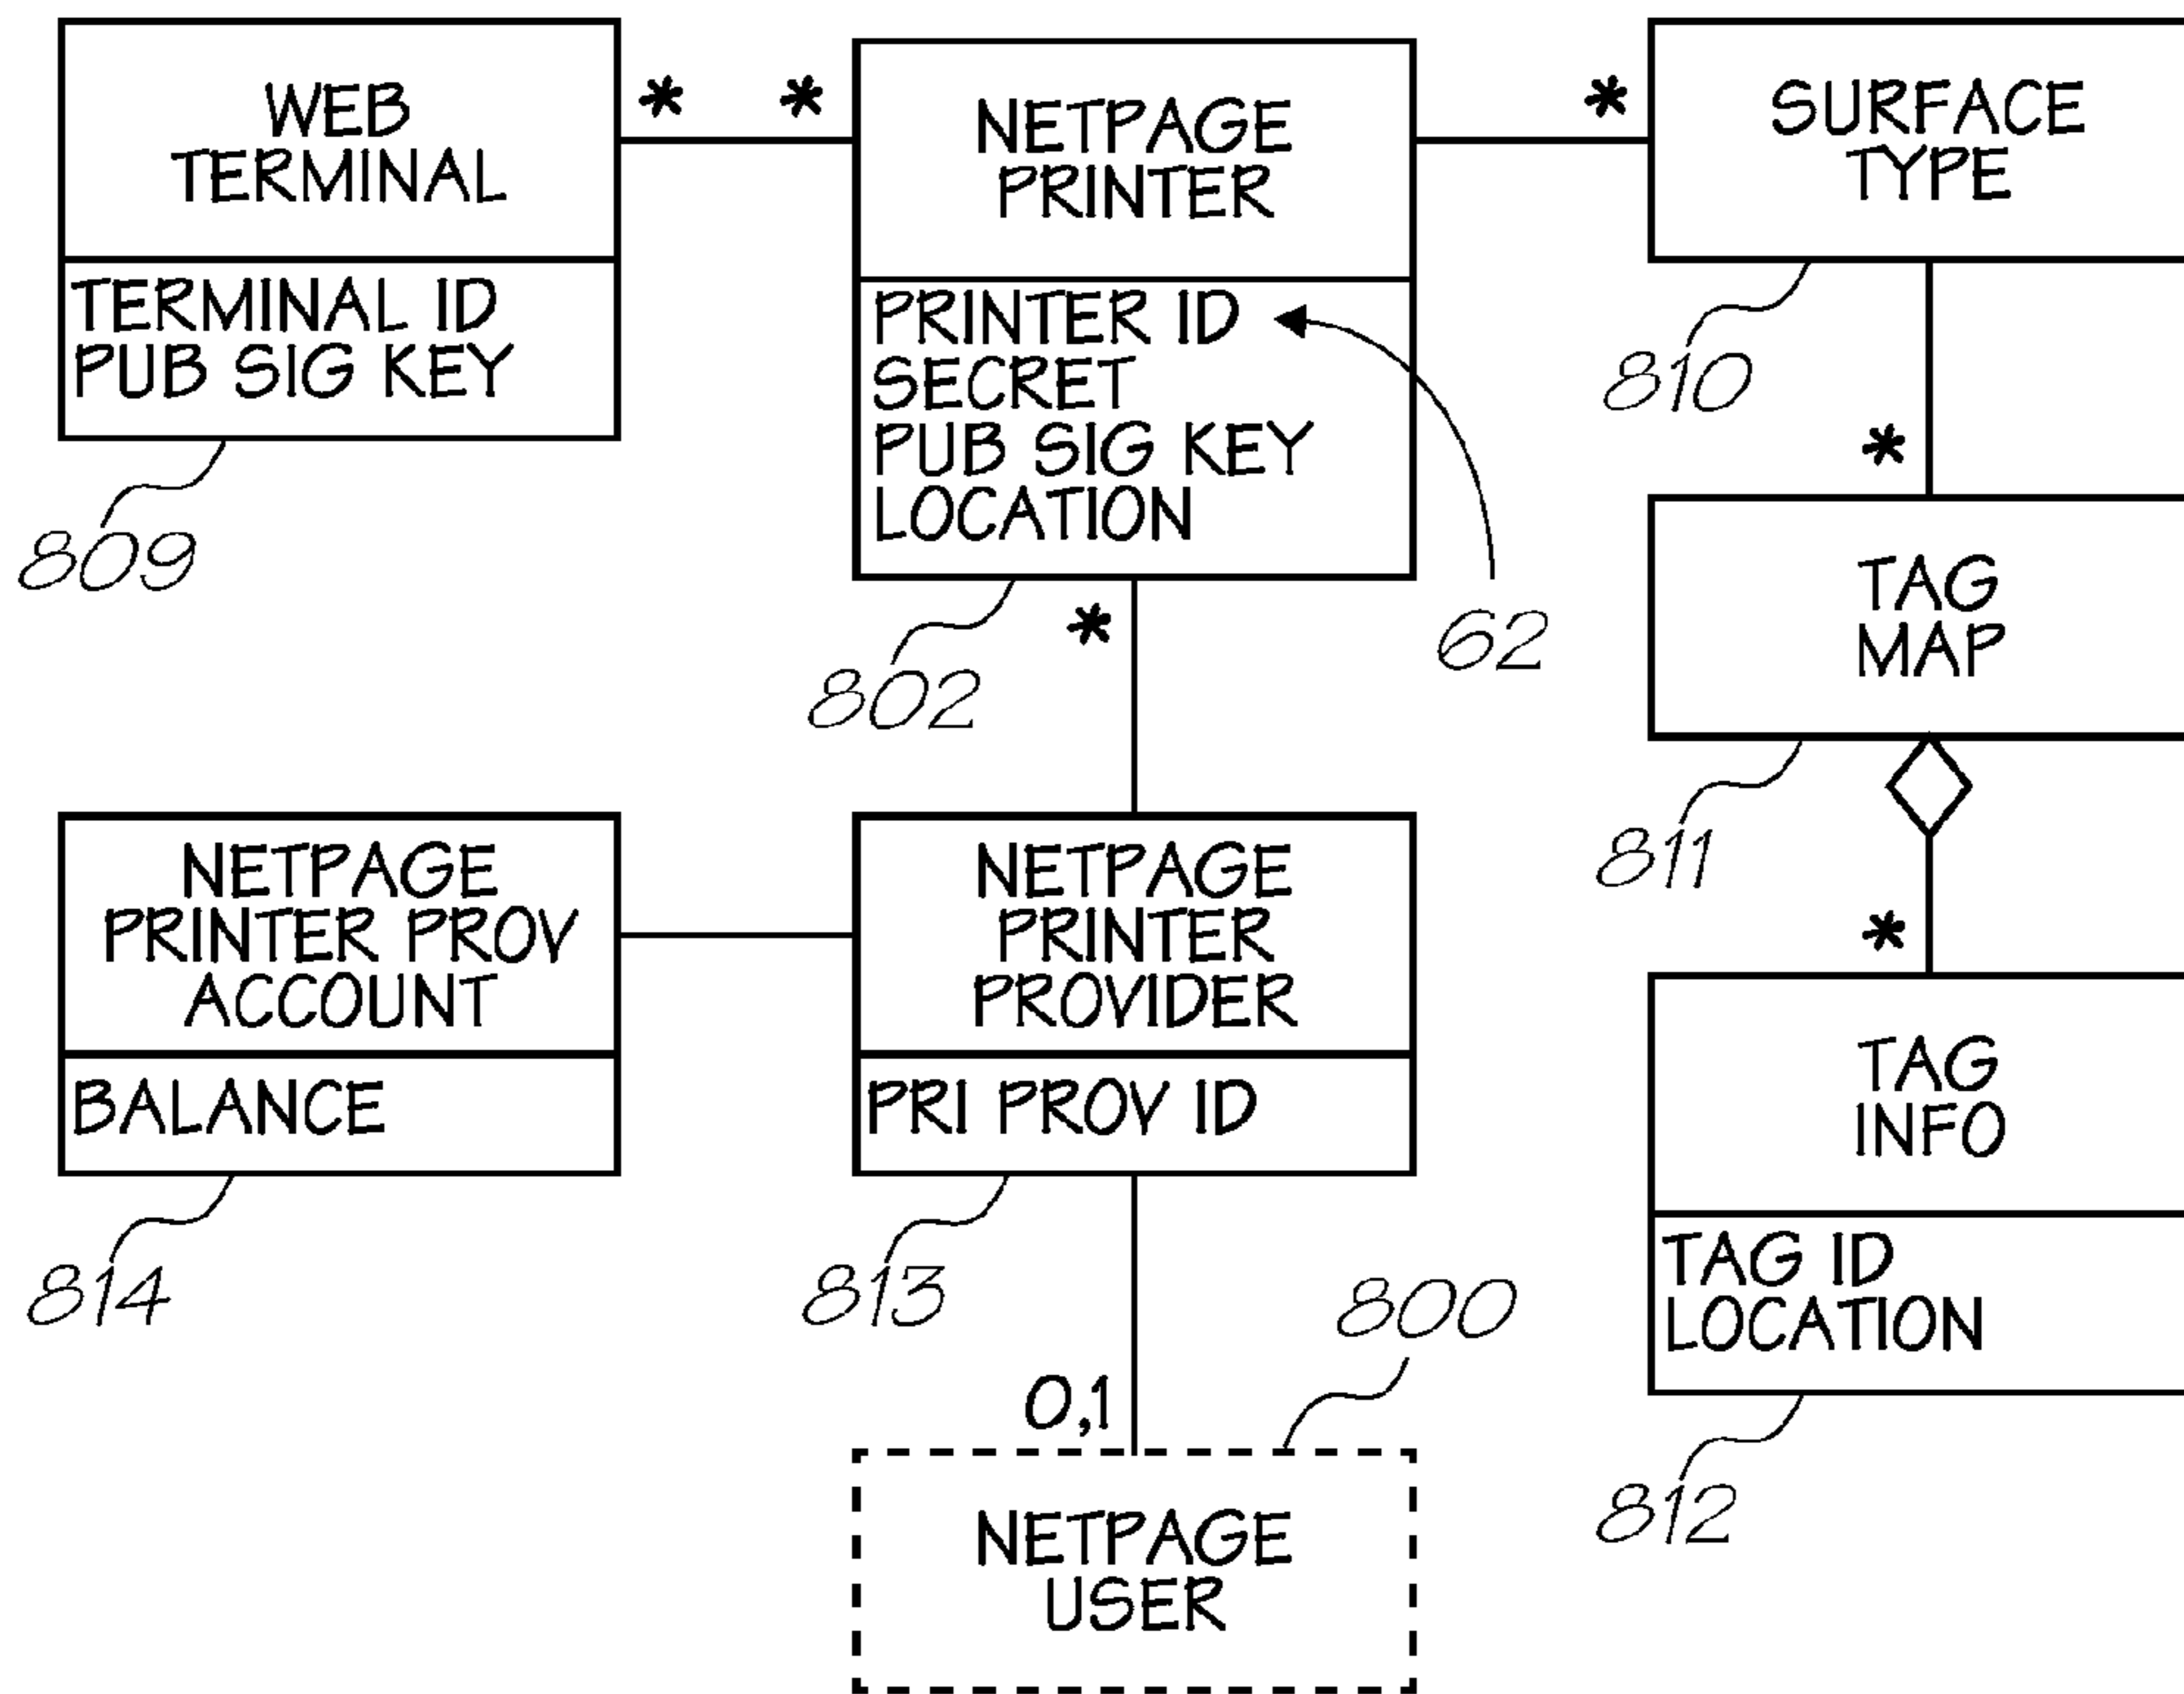 WEB
TERMINAL
TERMINAL ID
PUB SIG KEY
809
*
*
NETPAGE
PRINTER
PRINTER ID
SECRET
PUB SIG KEY
LOCATION
62
802
*
*
SURFACE
TYPE
810
*
TAG
MAP
811
*
TAG
INFO
TAG ID
LOCATION
812
NETPAGE
PRINTER PROV
ACCOUNT
BALANCE
814
NETPAGE
PRINTER
PROVIDER
PRI PROV ID
813
800
0,1
NETPAGE
USER